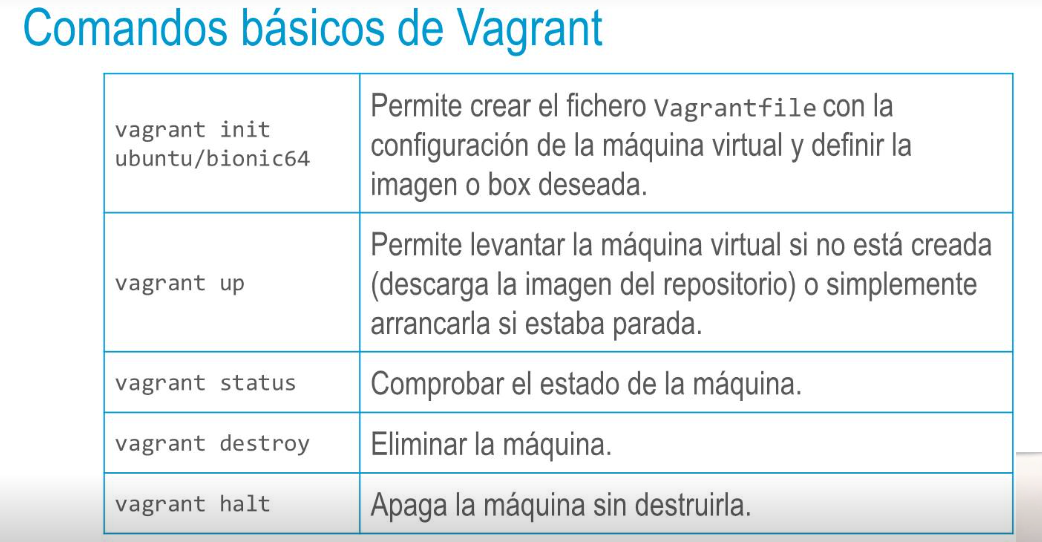 Comandos básicos de Vagrant
vagrant init
ubuntu/bionic64
Permite crear el fichero Vagrantfile con la
configuración de la máquina virtual y definir la
imagen o box deseada.
vagrant up
Permite levantar la máquina virtual si no está creada
(descarga la imagen del repositorio) o simplemente
arrancarla si estaba parada.
vagrant status
Comprobar el estado de la máquina.
vagrant destroy
Eliminar la máquina.
vagrant halt
Apaga la máquina sin destruirla.